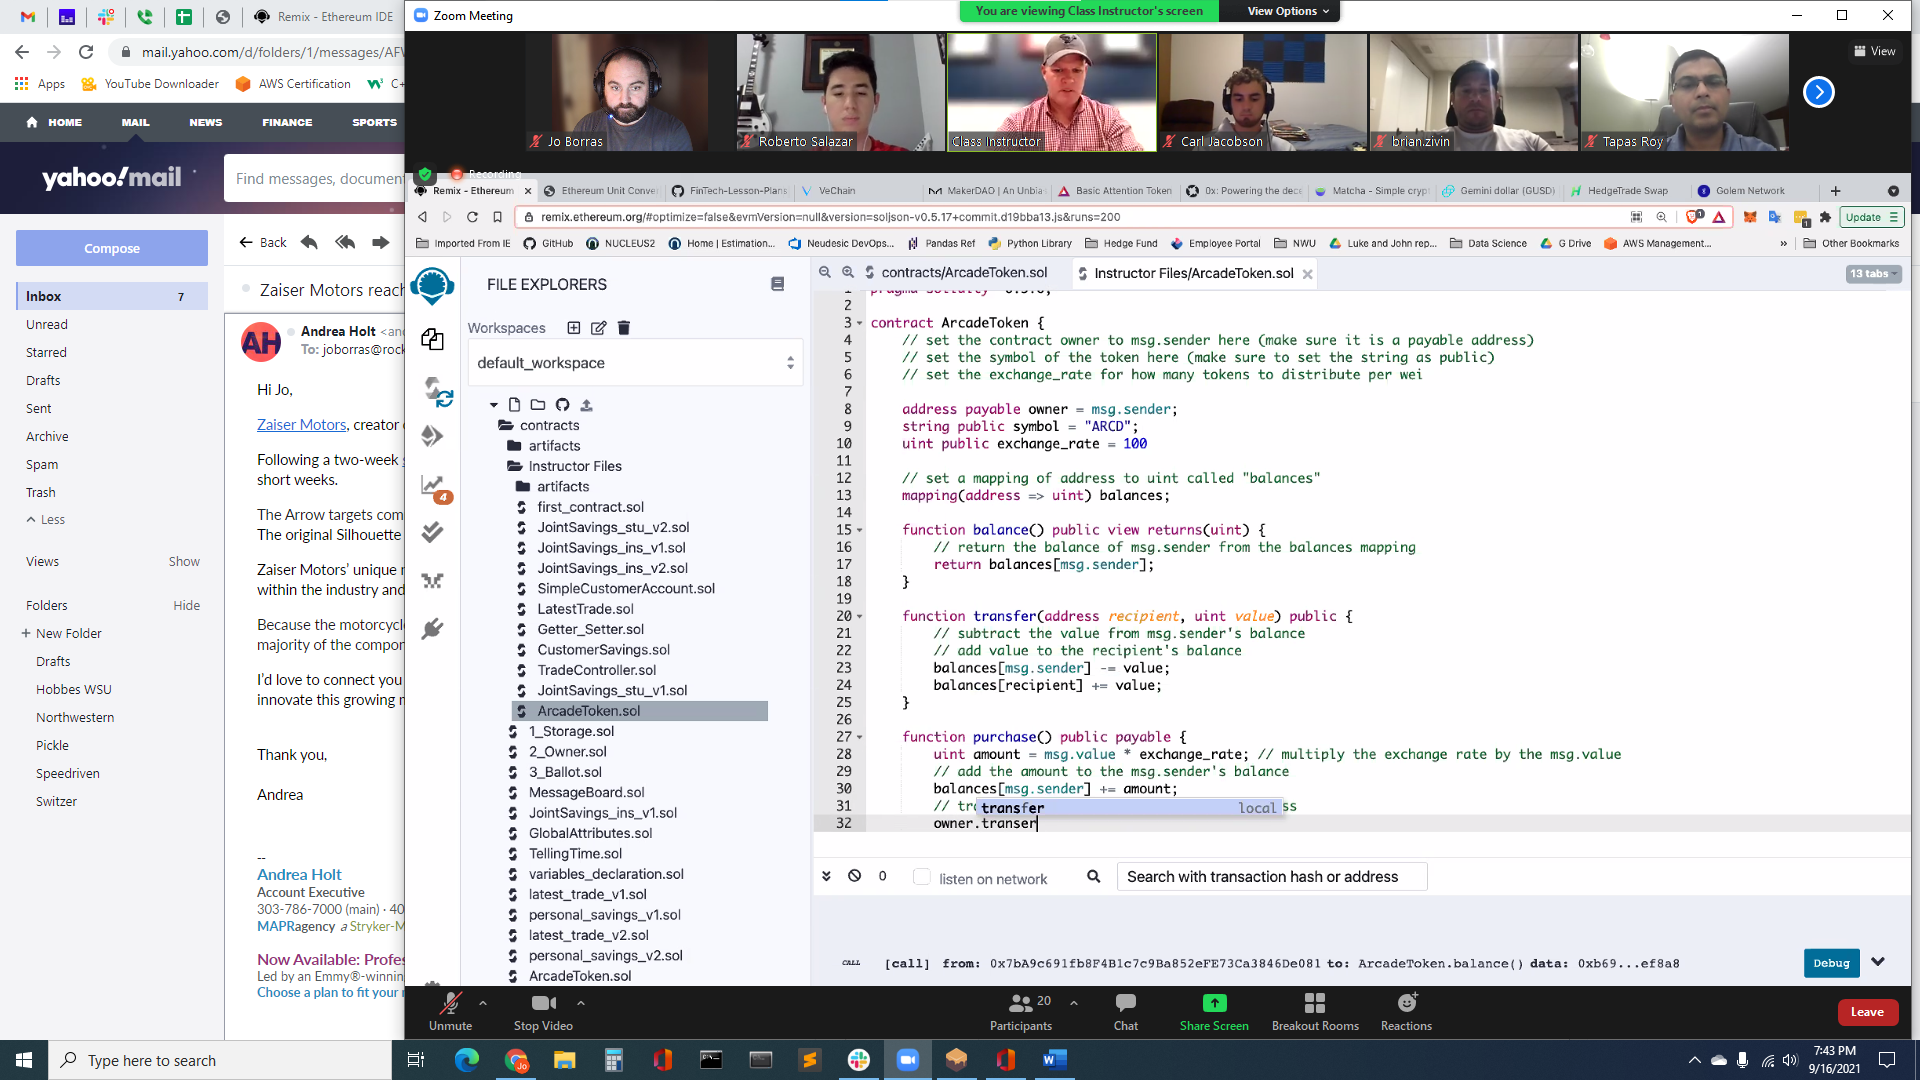 Remix - Ethereum IDE
Zoom Meeting
You are viewing Class Instructor's screen
View Options
mail.yahoo.com/d/folders/1/messages/AF
Apps
YouTube Downloader
AWS Certification
HOME
MAIL
NEWS
FINANCE
SPORTS
yahoo!mail
Find messages, documen
Compose
Inbox
7
Unread
Starred
Drafts
Sent
Archive
Spam
Trash
Less
Views
Show
Folders
Hide
New Folder
Drafts
Hobbes WSU
Northwestern
Pickle
Speedriven
Switzer
Back
Zaiser Motors reach
AH
Andrea Holt
To: joborras@rock
Hi Jo,
Zaiser Motors, creator
Following a two-week
short weeks.
The Arrow targets com
The original Silhouette
Zaiser Motors' unique
within the industry and
Because the motorcycl
majority of the compor
I'd love to connect you
innovate this growing
Thank you,
Andrea
--
Andrea Holt
Account Executive
303-786-7000 (main) · 40
MAPRagency a Stryker-M
Now Available: Profes
Led by an Emmy®-winnin
Choose a plan to fit your
Jo Borras
Roberto Salazar
Class Instructor
Carl Jacobson
brian.zivin
Tapas Roy
View
Recording
Remix - Ethereum
Ethereum Unit Conver
FinTech-Lesson-Plans
VeChain
MakerDAO | An Unbia
Basic Attention Token
0x: Powering the dece
Matcha - Simple cryp
Gemini dollar (GUSD)
HedgeTrade Swap
Golem Network
remix.ethereum.org/#optimize=false&evmVersion=null&version=soljson-v0.5.17+commit.d19bba13.js&runs=200
Update
Imported From IE
GitHub
NUCLEUS2
Home | Estimation...
Neudesic DevOps...
Pandas Ref
Python Library
Hedge Fund
Employee Portal
NWU
Luke and John rep...
Data Science
G Drive
AWS Management...
Other Bookmarks
FILE EXPLORERS
Workspaces
default_workspace
4
contracts
artifacts
Instructor Files
artifacts
first_contract.sol
JointSavings_stu_v2.sol
JointSavings_ins_v1.sol
JointSavings_ins_v2.sol
SimpleCustomerAccount.sol
LatestTrade.sol
Getter_Setter.sol
CustomerSavings.sol
TradeController.sol
JointSavings_stu_v1.sol
ArcadeToken.sol
1_Storage.sol
2_Owner.sol
3_Ballot.sol
MessageBoard.sol
JointSavings_ins_v1.sol
GlobalAttributes.sol
TellingTime.sol
variables_declaration.sol
latest_trade_v1.sol
personal_savings_v1.sol
latest_trade_v2.sol
personal_savings_v2.sol
ArcadeToken.sol
contracts/ArcadeToken.sol
Instructor Files/ArcadeToken.sol
13 tabs
2
3 contract ArcadeToken {
4 // set the contract owner to msg.sender here (make sure it is a payable address)
5 // set the symbol of the token here (make sure to set the string as public)
6 // set the exchange_rate for how many tokens to distribute per wei
7
8 address payable owner = msg.sender;
9 string public symbol = "ARCD";
10 uint public exchange_rate = 100
11
12 // set a mapping of address to uint called "balances"
13 mapping(address => uint) balances;
14
15 function balance() public view returns(uint) {
16 // return the balance of msg.sender from the balances mapping
17 return balances[msg.sender];
18 }
19
20 function transfer(address recipient, uint value) public {
21 // subtract the value from msg.sender's balance
22 // add value to the recipient's balance
23 balances[msg.sender] -= value;
24 balances[recipient] += value;
25 }
26
27 function purchase() public payable {
28 uint amount = msg.value * exchange_rate; // multiply the exchange rate by the msg.value
29 // add the amount to the msg.sender's balance
30 balances[msg.sender] += amount;
31 // tr
transfer local
ss
32 owner.transer
0
listen on network
Search with transaction hash or address
CALL
[call] from: 0x7bA9c691fb8F4B1c7c9Ba852eFE73Ca3846De081 to: ArcadeToken.balance() data: 0xb69...ef8a8
Debug
Unmute
Stop Video
20
Participants
Chat
Share Screen
Breakout Rooms
Reactions
Leave
Type here to search
7:43 PM
9/16/2021